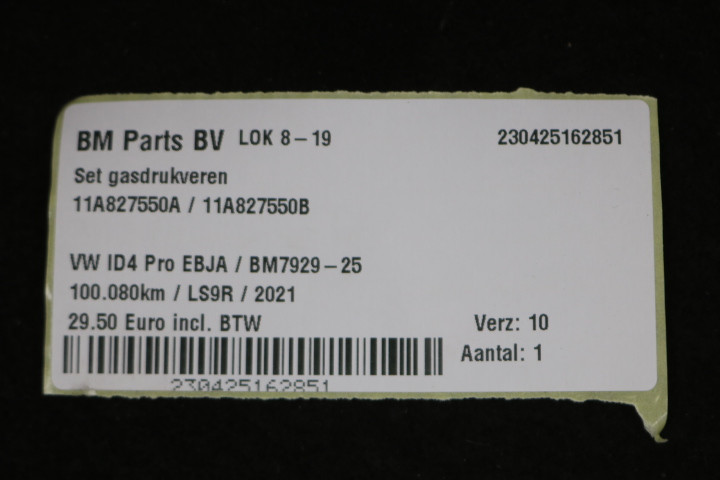 BM Parts BV LOK 8-19 230425162851
Set gasdrukveren
11A827550A / 11A827550B
VW ID4 Pro EBJA / BM7929-25
100.080km / LS9R / 2021
29.50 Euro incl. BTW Verz: 10
Aantal: 1
230425162851